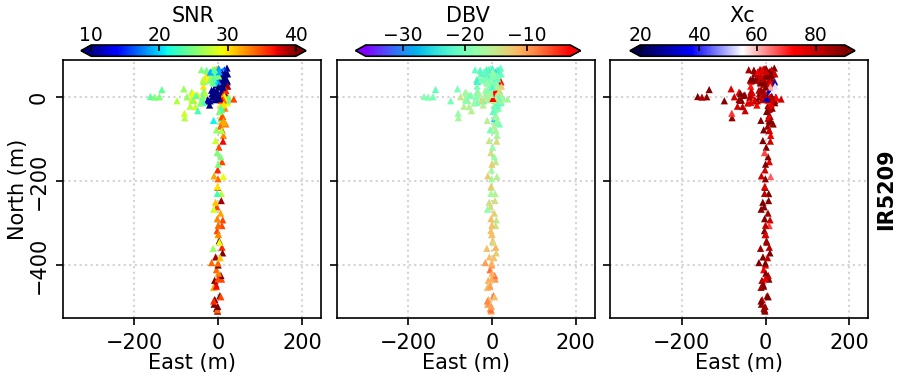 SNR DBV Xc
10 20 30 40 −30 −20 −10 20 40 60 80
North (m)
0
−200
−400
IR5209
−200 0 200 −200 0 200 −200 0 200
East (m) East (m) East (m)